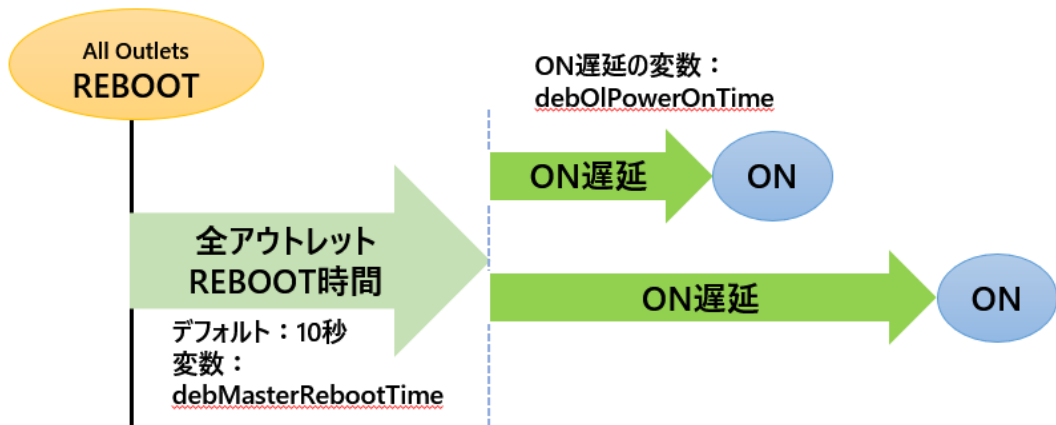 All Outlets
REBOOT
ON遅延の変数：
debOlPowerOnTime
ON遅延
ON
全アウトレット
REBOOT時間
ON遅延
ON
デフォルト：10秒
変数：
debMasterRebootTime